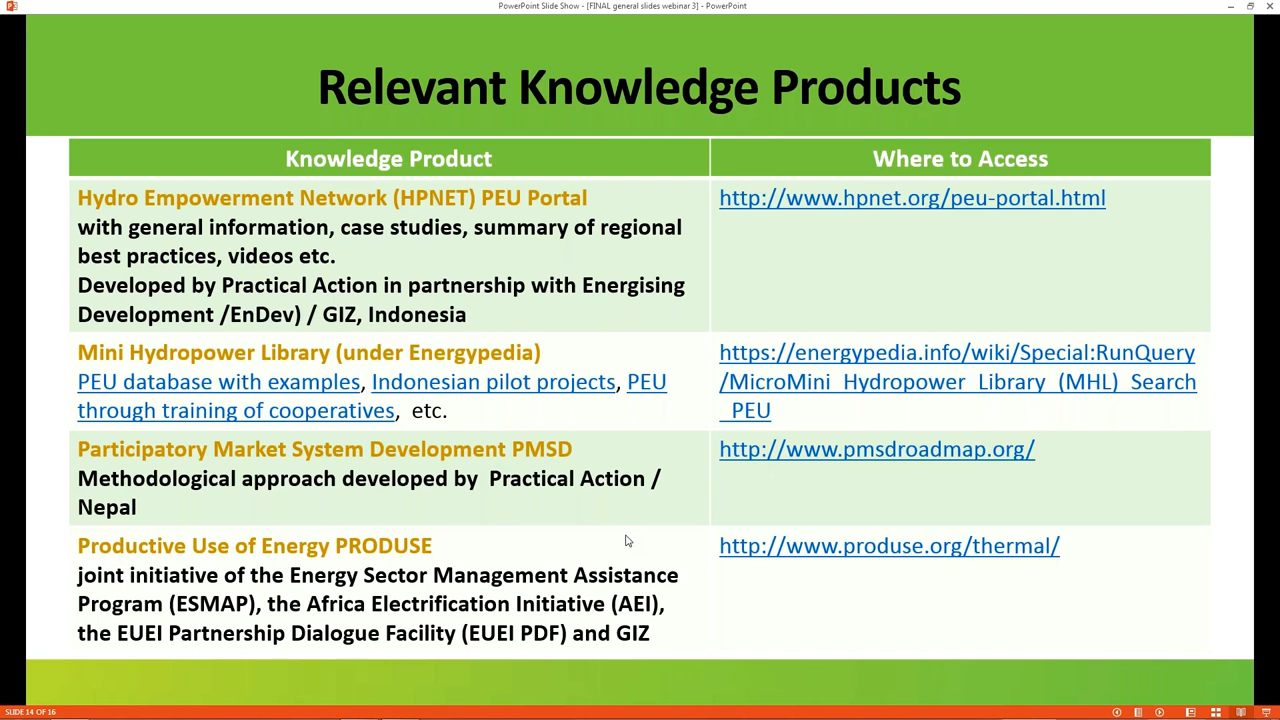 PowerPoint Slide Show - [FINAL general slides webinar 3] - PowerPoint
Relevant Knowledge Products
Knowledge Product
Where to Access
Hydro Empowerment Network (HPNET) PEU Portal
with general information, case studies, summary of regional
best practices, videos etc.
Developed by Practical Action in partnership with Energising
Development /EnDev) / GIZ, Indonesia
http://www.hpnet.org/peu-portal.html
Mini Hydropower Library (under Energypedia)
PEU database with examples, Indonesian pilot projects, PEU
through training of cooperatives, etc.
https://energypedia.info/wiki/Special:RunQuery
/MicroMini_Hydropower_Library_(MHL)_Search
_PEU
Participatory Market System Development PMSD
Methodological approach developed by Practical Action /
Nepal
http://www.pmsdroadmap.org/
Productive Use of Energy PRODUSE
joint initiative of the Energy Sector Management Assistance
Program (ESMAP), the Africa Electrification Initiative (AEI),
the EUEI Partnership Dialogue Facility (EUEI PDF) and GIZ
http://www.produse.org/thermal/
SLIDE 14 OF 16